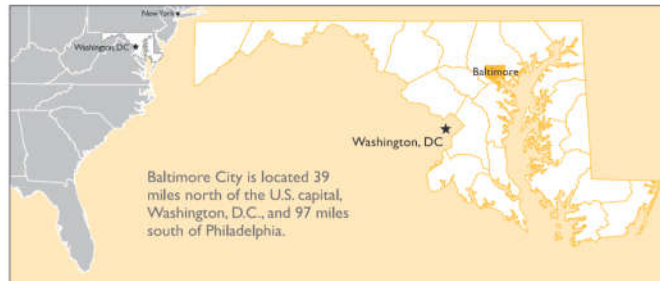 New York
Washington, DC
Baltimore
Washington, DC
Baltimore City is located 39
miles north of the U.S. capital,
Washington, D.C., and 97 miles
south of Philadelphia.